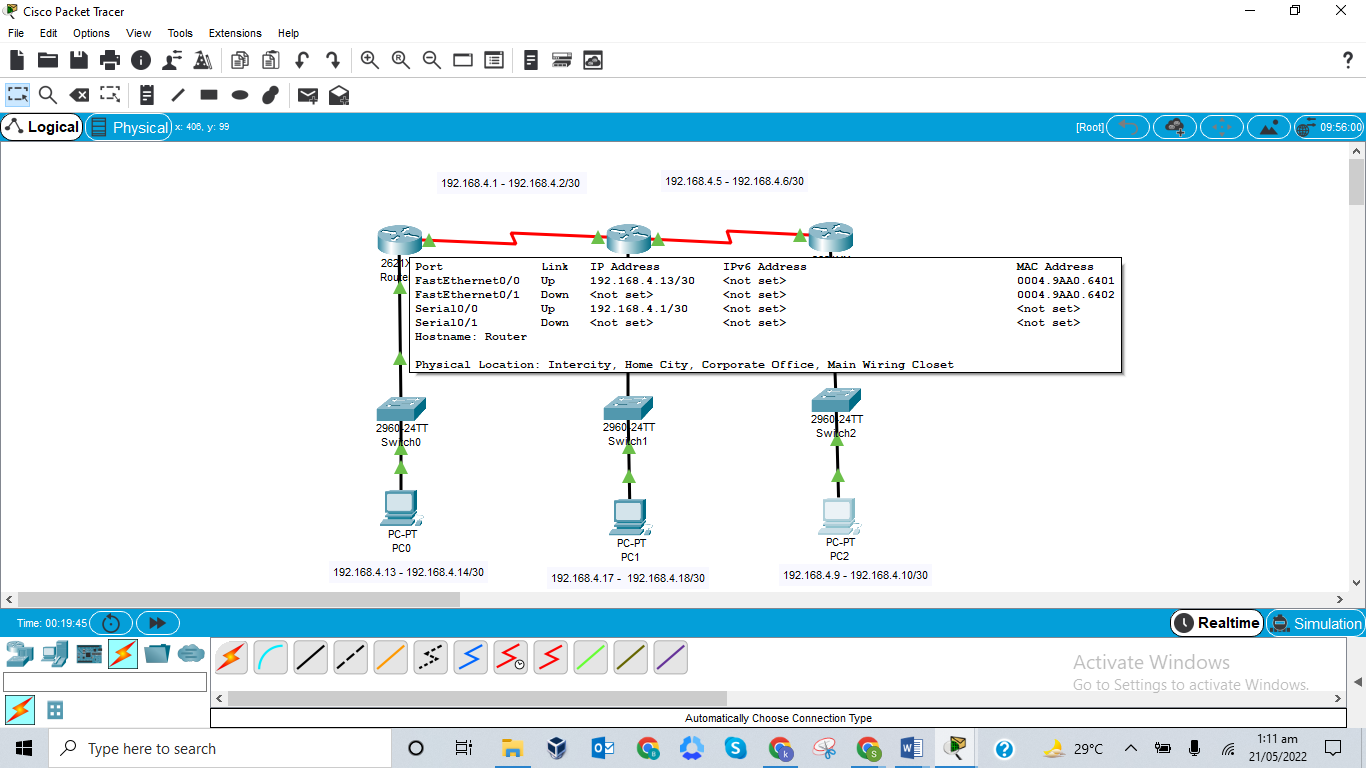 Cisco Packet Tracer
File Edit Options View Tools Extensions Help
?
Logical Physical x: 408, y: 99 [Root] 09:56:00
192.168.4.1 - 192.168.4.2/30 192.168.4.5 - 192.168.4.6/30
Port Link IP Address IPv6 Address MAC Address
FastEthernet0/0 Up 192.168.4.13/30 <not set> 0004.9AA0.6401
FastEthernet0/1 Down <not set> <not set> 0004.9AA0.6402
Serial0/0 Up 192.168.4.1/30 <not set> <not set>
Serial0/1 Down <not set> <not set> <not set>
Hostname: Router
Physical Location: Intercity, Home City, Corporate Office, Main Wiring Closet
2960-24TT
Switch0
2960-24TT
Switch1
2960-24TT
Switch2
PC-PT
PC0
PC-PT
PC1
PC-PT
PC2
192.168.4.13 - 192.168.4.14/30
192.168.4.17 - 192.168.4.18/30
192.168.4.9 - 192.168.4.10/30
Time: 00:19:45 Realtime Simulation
Activate Windows
Go to Settings to activate Windows.
Automatically Choose Connection Type
Type here to search
29°C
1:11 am
21/05/2022